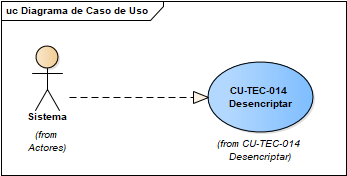 uc Diagrama de Caso de Uso
CU-TEC-014
Desencriptar
Sistema
(from
Actores)
(from CU-TEC-014
Desencriptar)